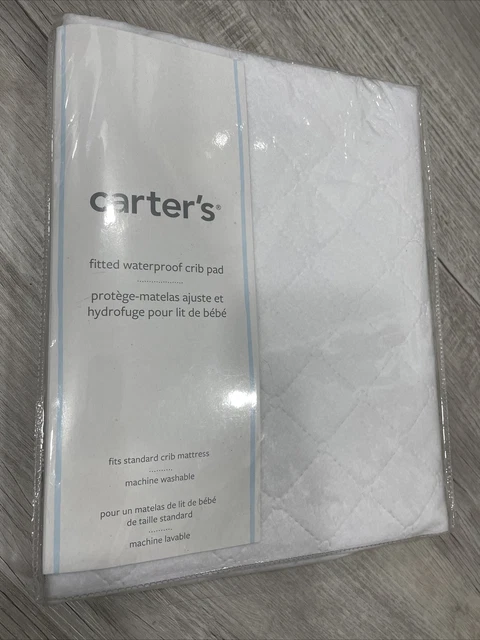 carter's®
fitted waterproof crib pad
protège-matelas ajuste et
hydrofuge pour lit de bébé
fits standard crib mattress
machine washable
pour un matelas de lit de bébé
de taille standard
machine lavable